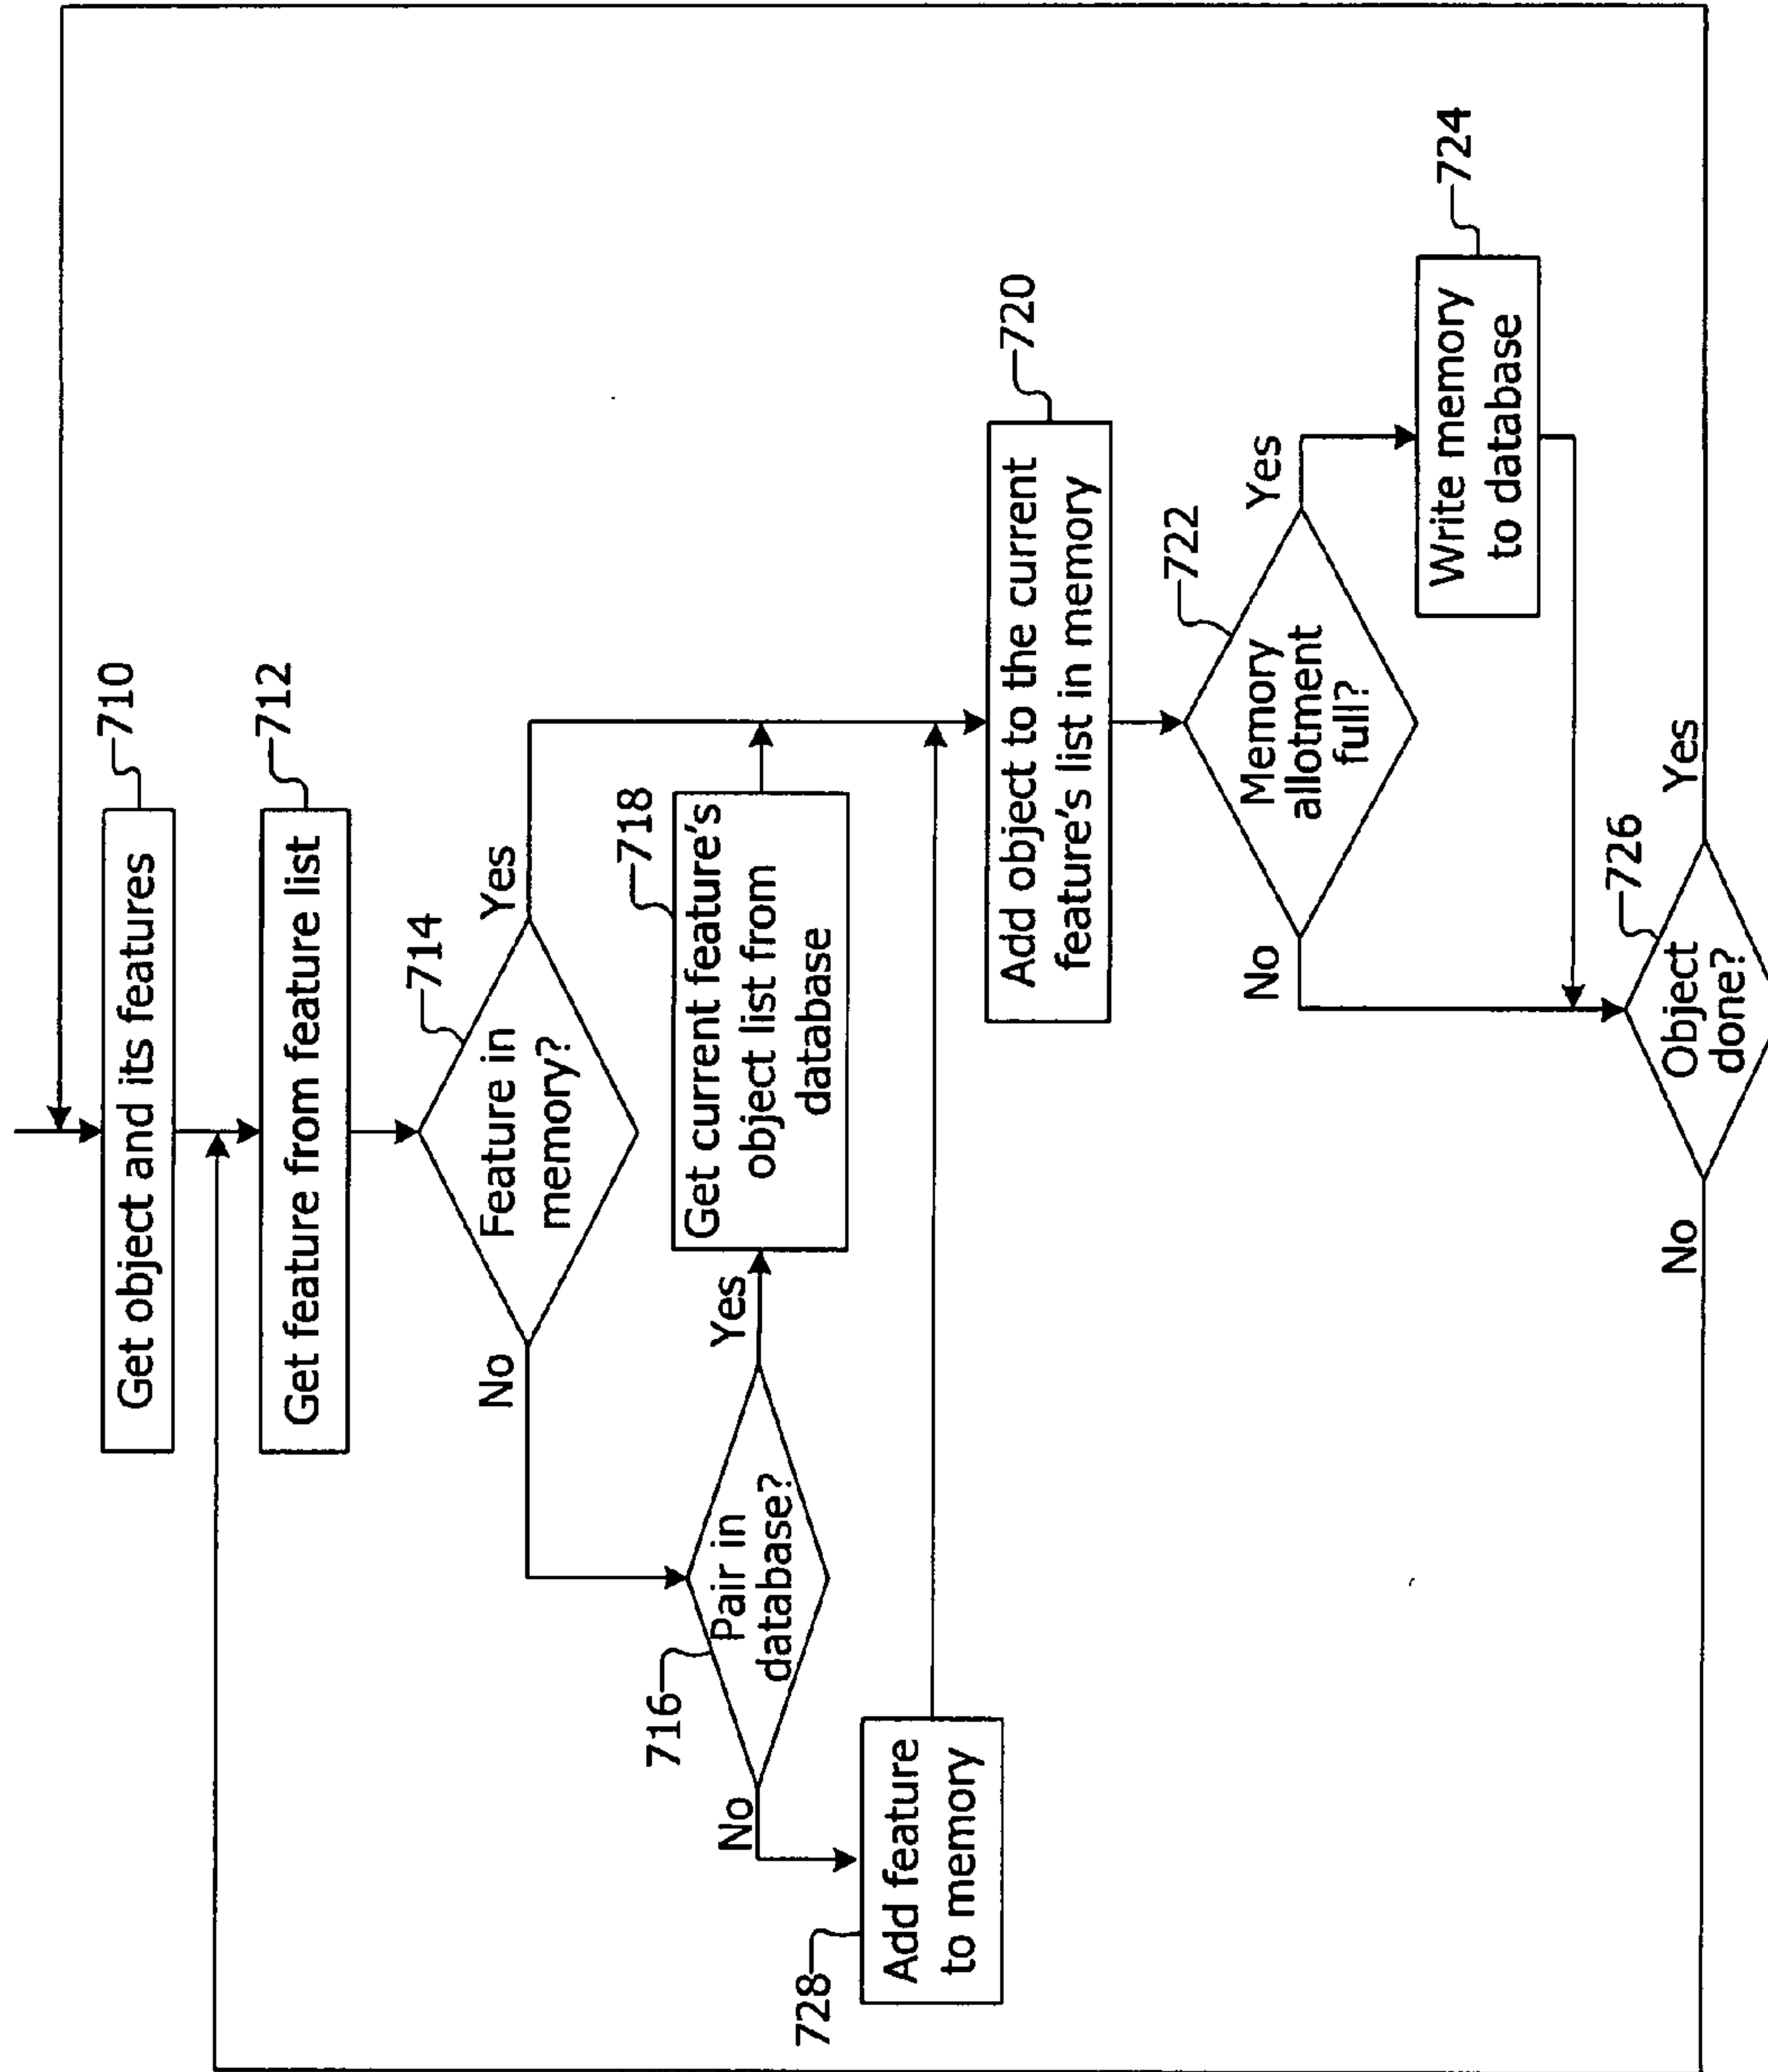 710
Get object and its features
712
Get feature from feature list
714
Feature in
memory?
Yes
No
716
Pair in
database?
Yes
No
718
Get current feature's
object list from
database
728
Add feature
to memory
720
Add object to the current
feature's list in memory
722
Memory
allotment
full?
Yes
No
724
Write memory
to database
726
Object
done?
Yes
No